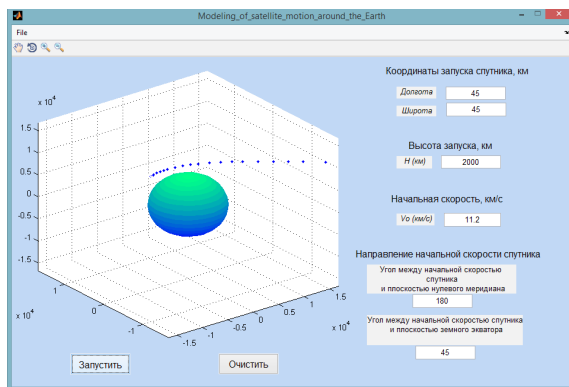 Modeling_of_satellite_motion_around_the_Earth
File
Координаты запуска спутника, км
Долгота
45
Широта
45
Высота запуска, км
H (км)
2000
Начальная скорость, км/с
Vo (км/с)
11.2
Направление начальной скорости спутника
Угол между начальной скоростью
спутника
и плоскостью нулевого меридиана
180
Угол между начальной скоростью спутника
и плоскостью земного экватора
45
x 10^4
1.5
1
0.5
0
-0.5
-1
-1.5
1
0
-1
x 10^4
-1.5
-1
-0.5
0
0.5
1
1.5
x 10^4
Запустить
Очистить